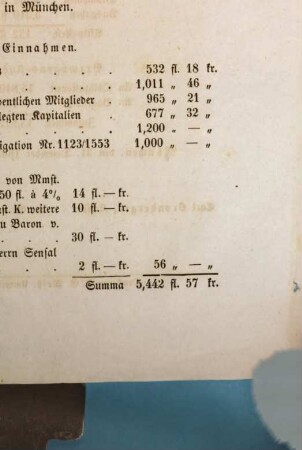 in München.
Einnahmen.
. . . . 532 fl. 18 kr.
. . . . 1,011 „ 46 „
entlichen Mitglieder . 965 „ 21 „
legten Kapitalien . 677 „ 32 „
. . . . 1,200 „ — „
igation Nr. 1123/1553 1,000 „ — „
von Mmst.
50 fl. à 4% 14 fl. — kr.
st. K. weitere 10 fl. — kr.
u Baron. v.
. . 30 fl. — kr.
errn Sensal
. . 2 fl. — kr. 56 „ — „
Summa 5,442 fl. 57 kr.